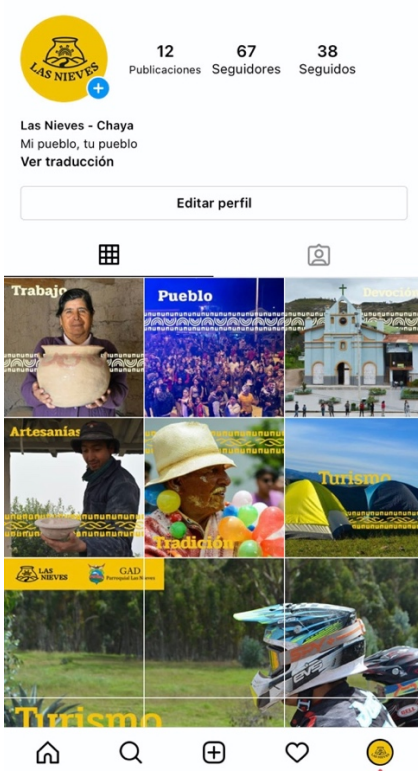 LAS NIEVES
12 67 38
Publicaciones Seguidores Seguidos
Las Nieves - Chaya
Mi pueblo, tu pueblo
Ver traducción
Editar perfil
Trabajo
Pueblo
Devoción
Artesanías
Tradición
Turismo
LAS NIEVES
GAD
Parroquial Las Nieves
Turismo
BELL